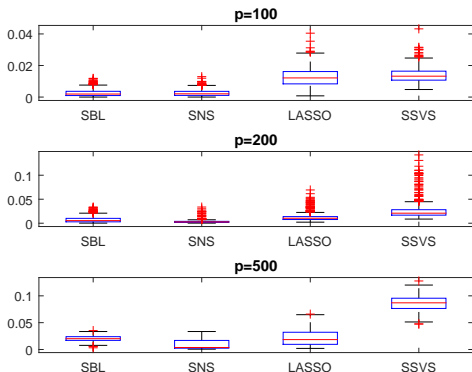 p=100
0.04
0.02
0
SBL SNS LASSO SSVS
p=200
0.1
0.05
0
SBL SNS LASSO SSVS
p=500
0.1
0.05
0
SBL SNS LASSO SSVS